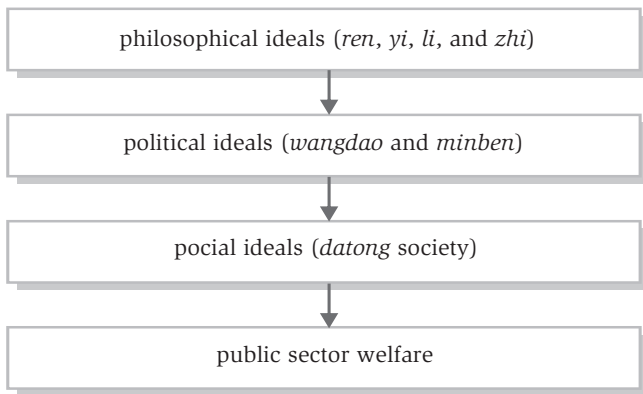 philosophical ideals (ren, yi, li, and zhi)
political ideals (wangdao and minben)
pocial ideals (datong society)
public sector welfare